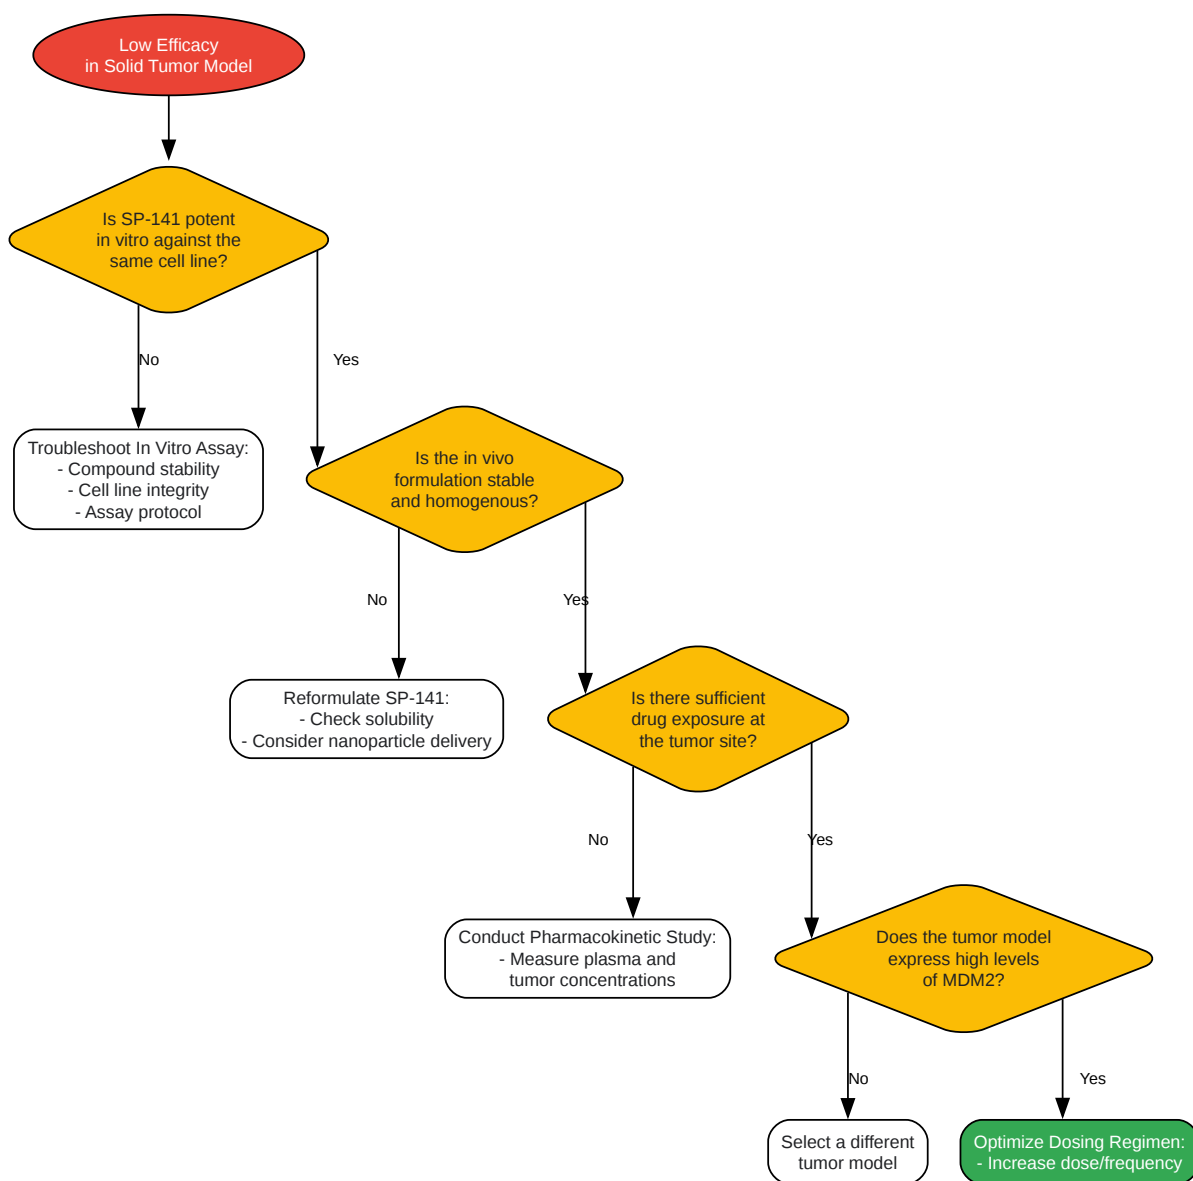 Low Efficacy
in Solid Tumor Model
Is SP-141 potent
in vitro against the
same cell line?
No
Yes
Troubleshoot In Vitro Assay:
- Compound stability
- Cell line integrity
- Assay protocol
Is the in vivo
formulation stable
and homogenous?
No
Yes
Reformulate SP-141:
- Check solubility
- Consider nanoparticle delivery
Is there sufficient
drug exposure at
the tumor site?
No
Yes
Conduct Pharmacokinetic Study:
- Measure plasma and
tumor concentrations
Does the tumor model
express high levels
of MDM2?
No
Yes
Select a different
tumor model
Optimize Dosing Regimen:
- Increase dose/frequency